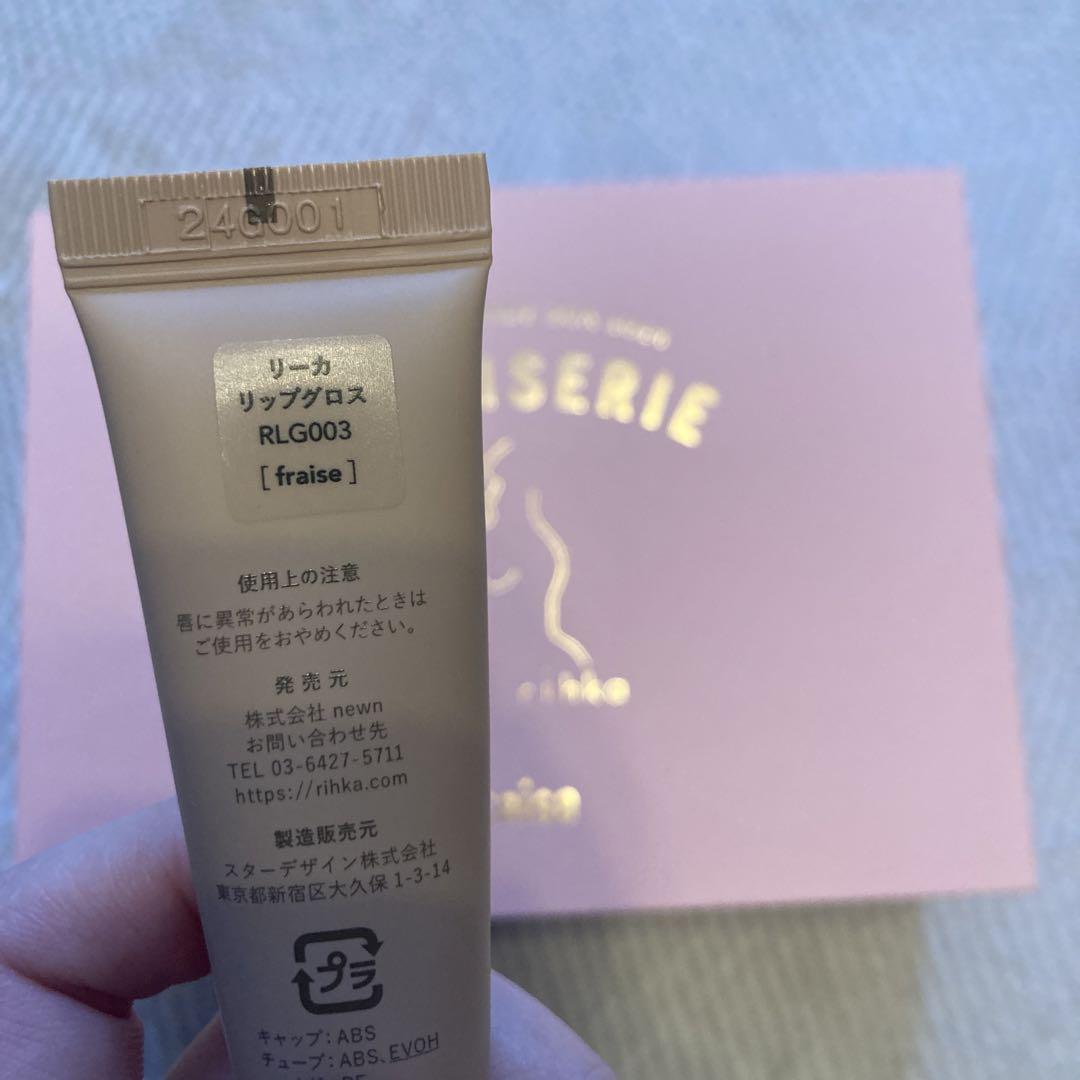 24G001
リーカ
リップグロス
RLG003
[ fraise ]
使用上の注意
唇に異常があらわれたときは
ご使用をおやめください。
発売元
株式会社 newn
お問い合わせ先
TEL 03-6427-5711
https://rihka.com
製造販売元
スターデザイン株式会社
東京都新宿区大久保 1-3-14
プラ
キャップ：ABS
チューブ：ABS、EVOH
rihka